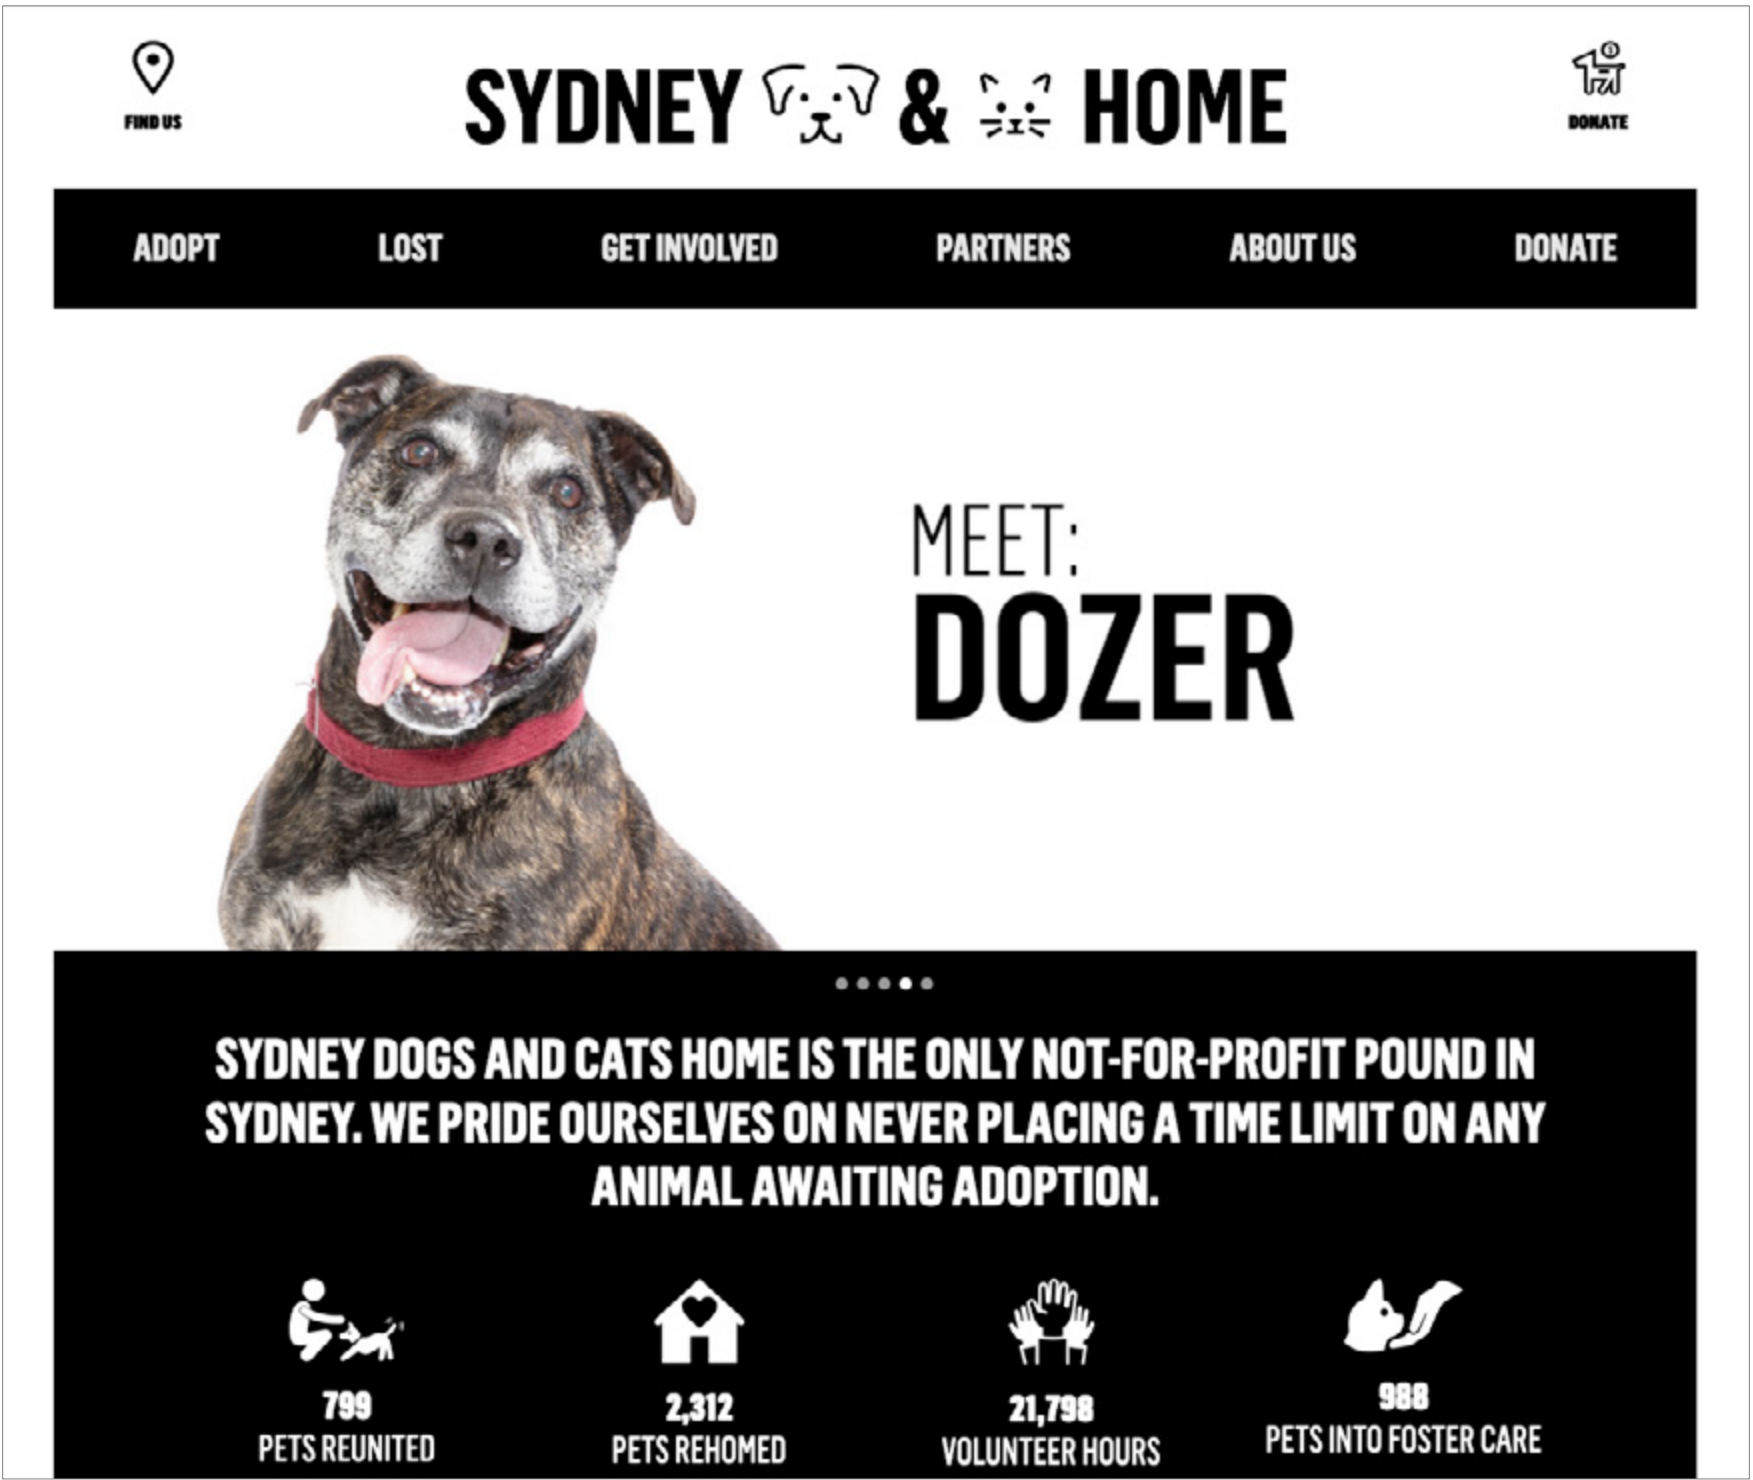 FIND US
SYDNEY & HOME
DONATE
ADOPT LOST GET INVOLVED PARTNERS ABOUT US DONATE
MEET:
DOZER
SYDNEY DOGS AND CATS HOME IS THE ONLY NOT-FOR-PROFIT POUND IN
SYDNEY. WE PRIDE OURSELVES ON NEVER PLACING A TIME LIMIT ON ANY
ANIMAL AWAITING ADOPTION.
799
PETS REUNITED
2,312
PETS REHOMED
21,798
VOLUNTEER HOURS
988
PETS INTO FOSTER CARE